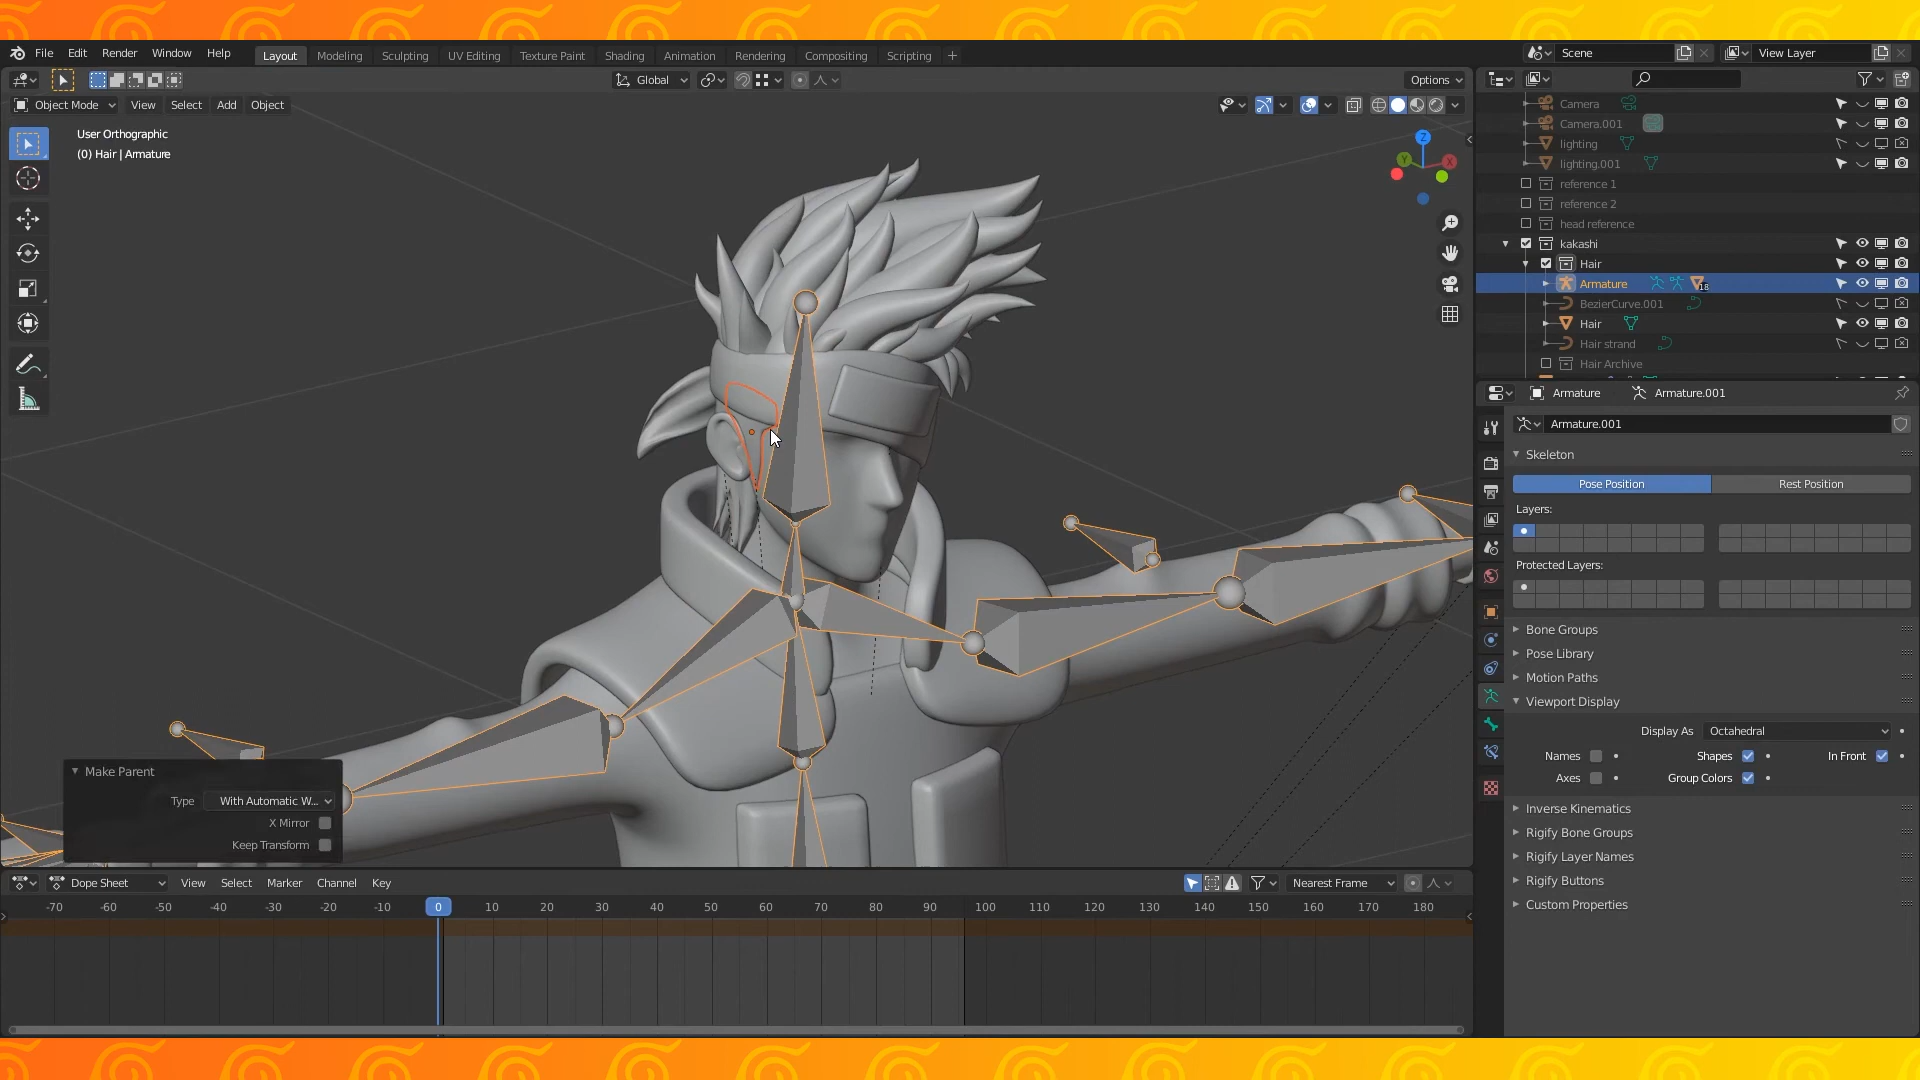 File Edit Render Window Help
Layout Modeling Sculpting UV Editing Texture Paint Shading Animation Rendering Compositing Scripting +
Scene
View Layer
Global
Options
Object Mode View Select Add Object
User Orthographic
(0) Hair | Armature
Z
Y
X
Camera
Camera.001
lighting
lighting.001
reference 1
reference 2
head reference
kakashi
Hair
Armature
18
BezierCurve.001
Hair
Hair strand
Hair Archive
Armature Armature.001
Armature.001
Skeleton
Pose Position Rest Position
Layers:
Protected Layers:
Bone Groups
Pose Library
Motion Paths
Viewport Display
Display As Octahedral
Names Shapes In Front
Axes Group Colors
Inverse Kinematics
Rigify Bone Groups
Rigify Layer Names
Rigify Buttons
Custom Properties
Make Parent
Type With Automatic W...
X Mirror
Keep Transform
Dope Sheet View Select Marker Channel Key
Nearest Frame
-70 -60 -50 -40 -30 -20 -10 0 10 20 30 40 50 60 70 80 90 100 110 120 130 140 150 160 170 180